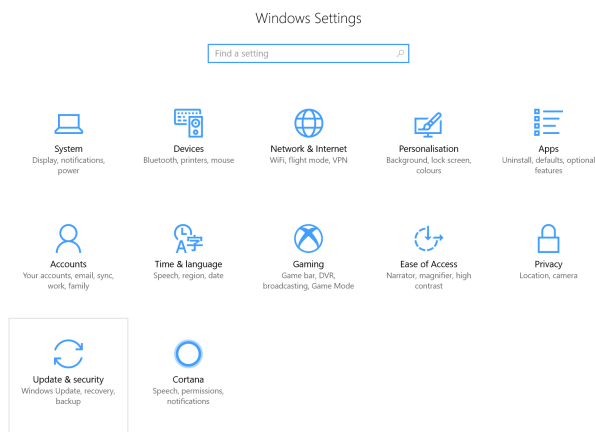 Windows Settings
Find a setting
System
Display, notifications,
power
Devices
Bluetooth, printers, mouse
Network & Internet
WiFi, flight mode, VPN
Personalisation
Background, lock screen,
colours
Apps
Uninstall, defaults, optional
features
Accounts
Your accounts, email, sync,
work, family
A字
Time & language
Speech, region, date
Gaming
Game bar, DVR,
broadcasting, Game Mode
Ease of Access
Narrator, magnifier, high
contrast
Privacy
Location, camera
Update & security
Windows Update, recovery,
backup
Cortana
Speech, permissions,
notifications